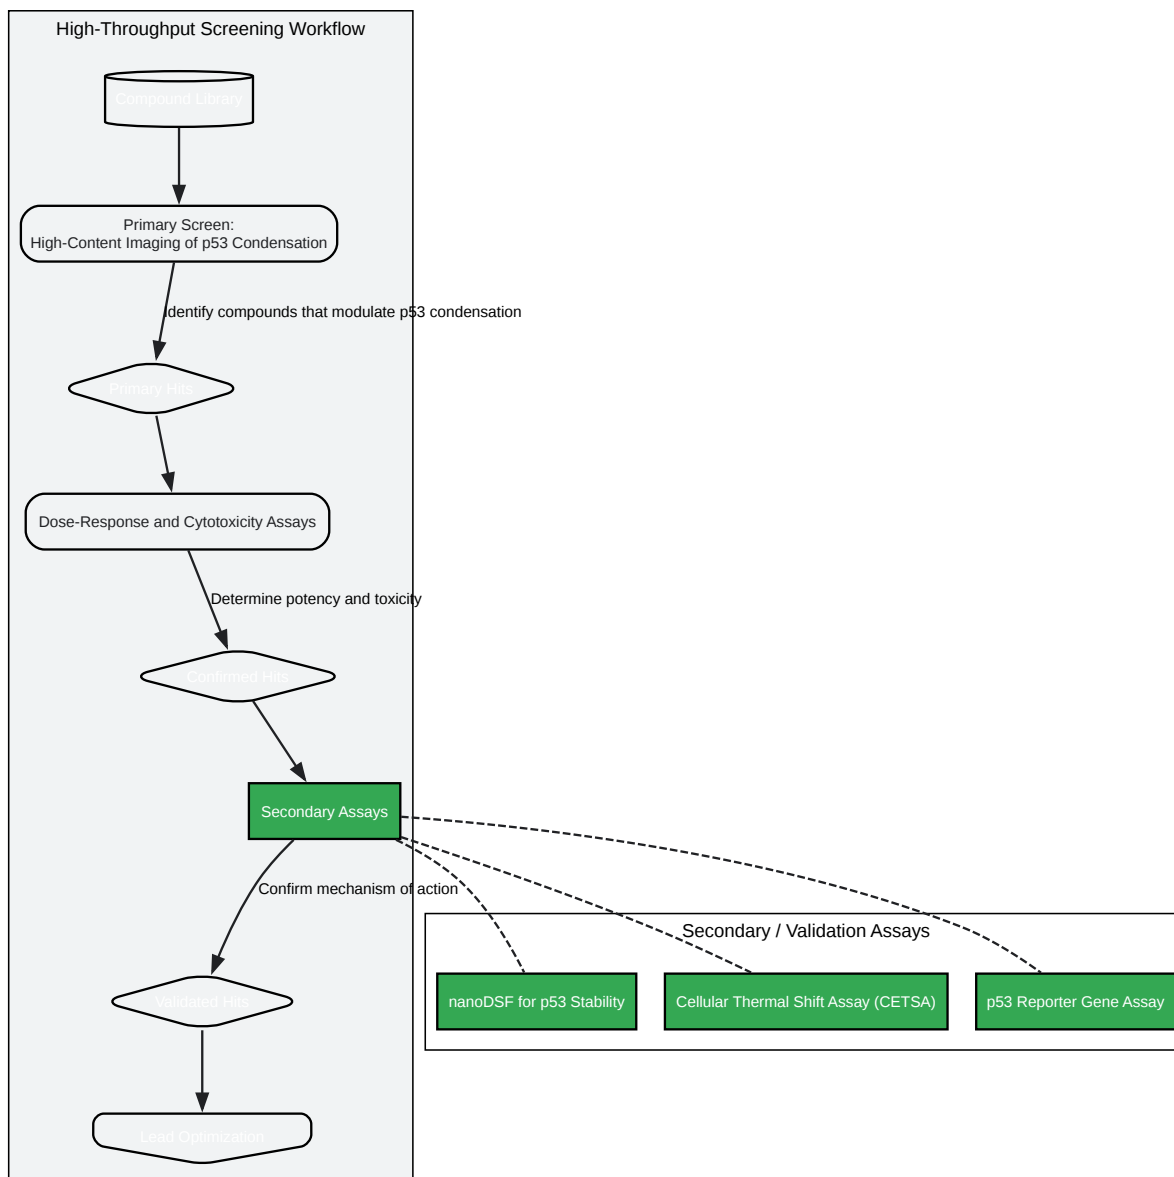 High-Throughput Screening Workflow
Compound Library
Primary Screen:
High-Content Imaging of p53 Condensation
Identify compounds that modulate p53 condensation
Primary Hits
Dose-Response and Cytotoxicity Assays
Determine potency and toxicity
Confirmed Hits
Secondary Assays
Confirm mechanism of action
Secondary / Validation Assays
nanoDSF for p53 Stability
Cellular Thermal Shift Assay (CETSA)
p53 Reporter Gene Assay
Validated Hits
Lead Optimization